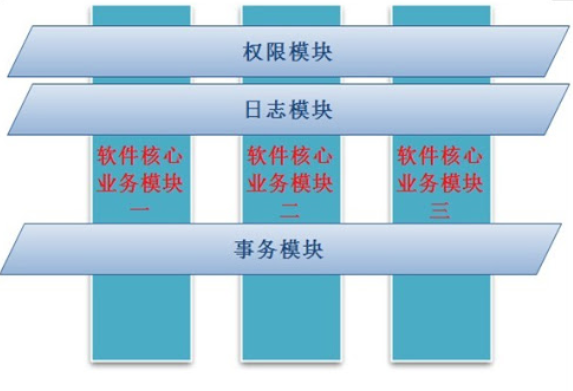 权限模块
日志模块
软件核心
业务模块
一
软件核心
业务模块
二
软件核心
业务模块
三
事务模块